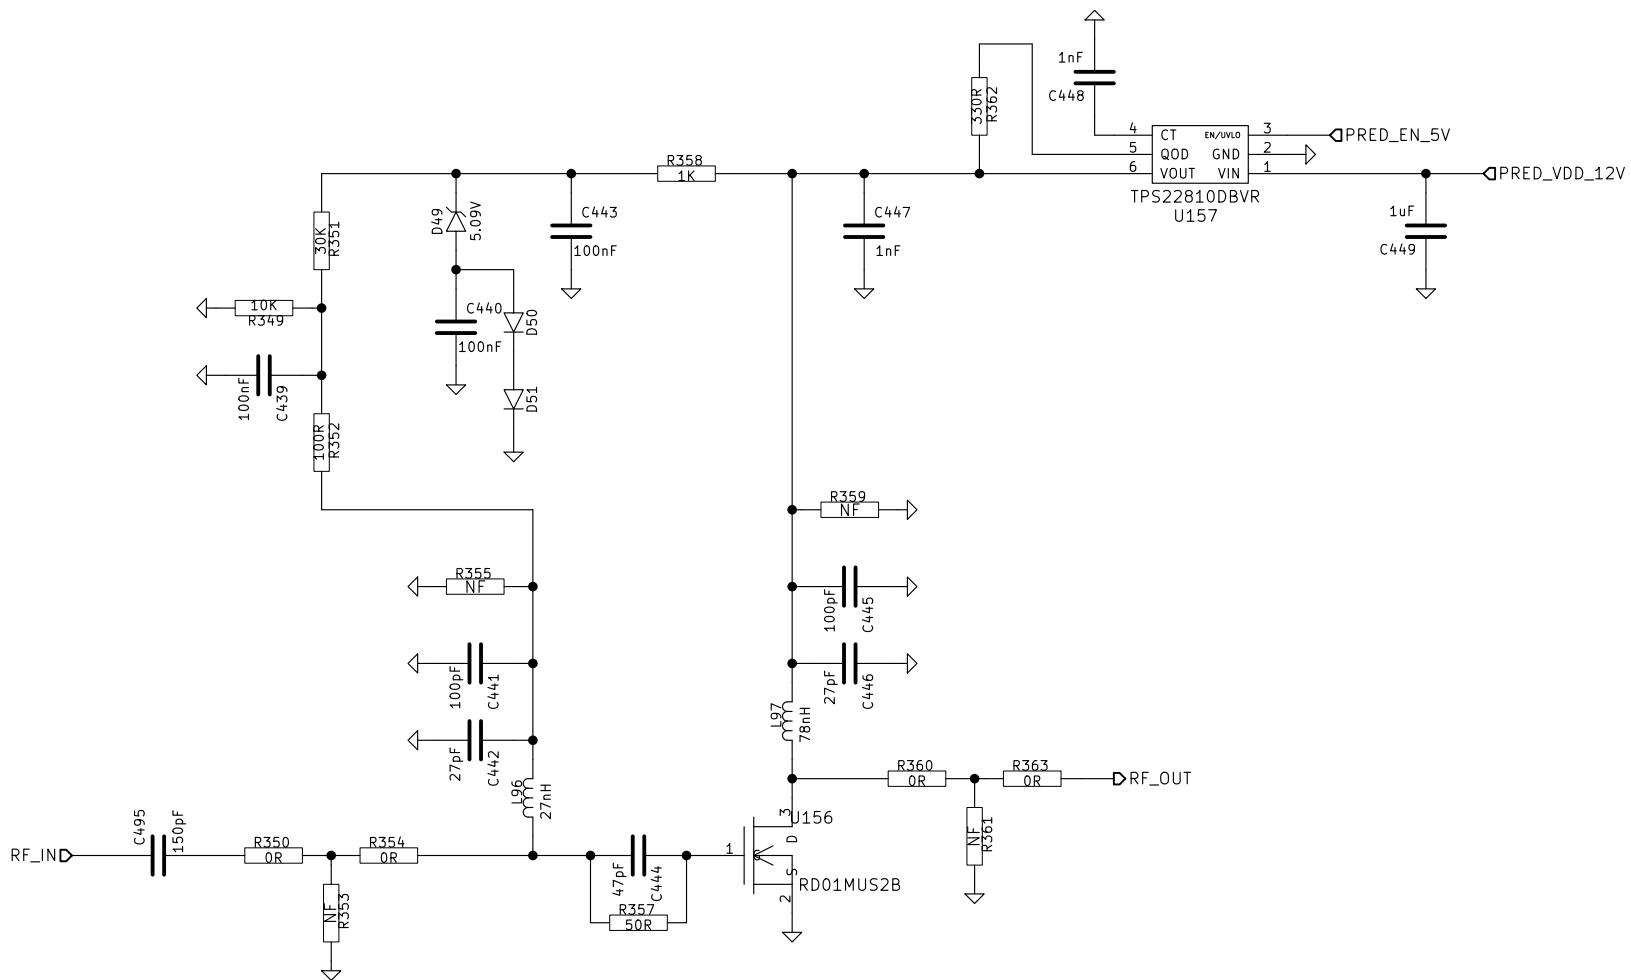 1nF
C448
330R
R362
4
CT
EN/UVLO
3
PRED_EN_5V
5
QOD
GND
2
6
VOUT
VIN
1
PRED_VDD_12V
TPS22810DBVR
U157
R358
1K
D49
5.09V
C443
100nF
C447
1nF
1uF
C449
30K
R351
10K
R349
C440
100nF
D50
D51
100nF
C439
100R
R352
R359
NF
R355
NF
100pF
C445
100pF
C441
27pF
C446
L97
78nH
27pF
C442
L96
27nH
R360
0R
R363
0R
RF_OUT
NF
R361
3
U156
D
G
S
1
2
RD01MUS2B
RF_IN
C495
150pF
R350
0R
R354
0R
NF
R353
47pF
C444
R357
50R